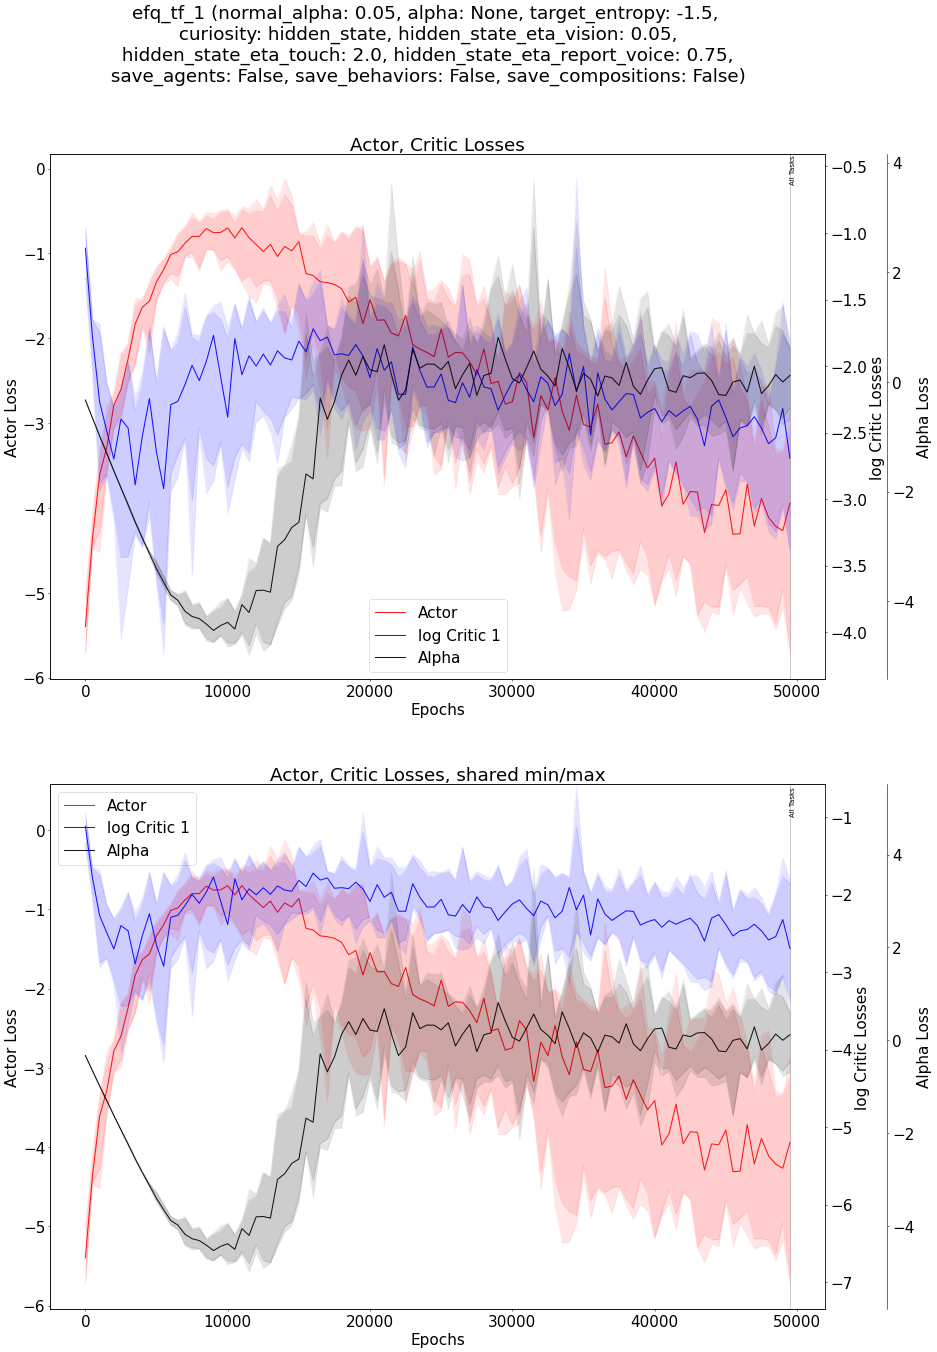 efq_tf_1 (normal_alpha: 0.05, alpha: None, target_entropy: -1.5,
curiosity: hidden_state, hidden_state_eta_vision: 0.05,
hidden_state_eta_touch: 2.0, hidden_state_eta_report_voice: 0.75,
save_agents: False, save_behaviors: False, save_compositions: False)
Actor, Critic Losses
All Tasks
0
−1
−2
−3
−4
−5
−6
Actor Loss
Actor
log Critic 1
Alpha
0
10000
20000
30000
40000
50000
Epochs
−0.5
−1.0
−1.5
−2.0
−2.5
−3.0
−3.5
−4.0
log Critic Losses
4
2
0
−2
−4
Alpha Loss
Actor, Critic Losses, shared min/max
All Tasks
Actor
log Critic 1
Alpha
0
−1
−2
−3
−4
−5
−6
Actor Loss
0
10000
20000
30000
40000
50000
Epochs
−1
−2
−3
−4
−5
−6
−7
log Critic Losses
4
2
0
−2
−4
Alpha Loss